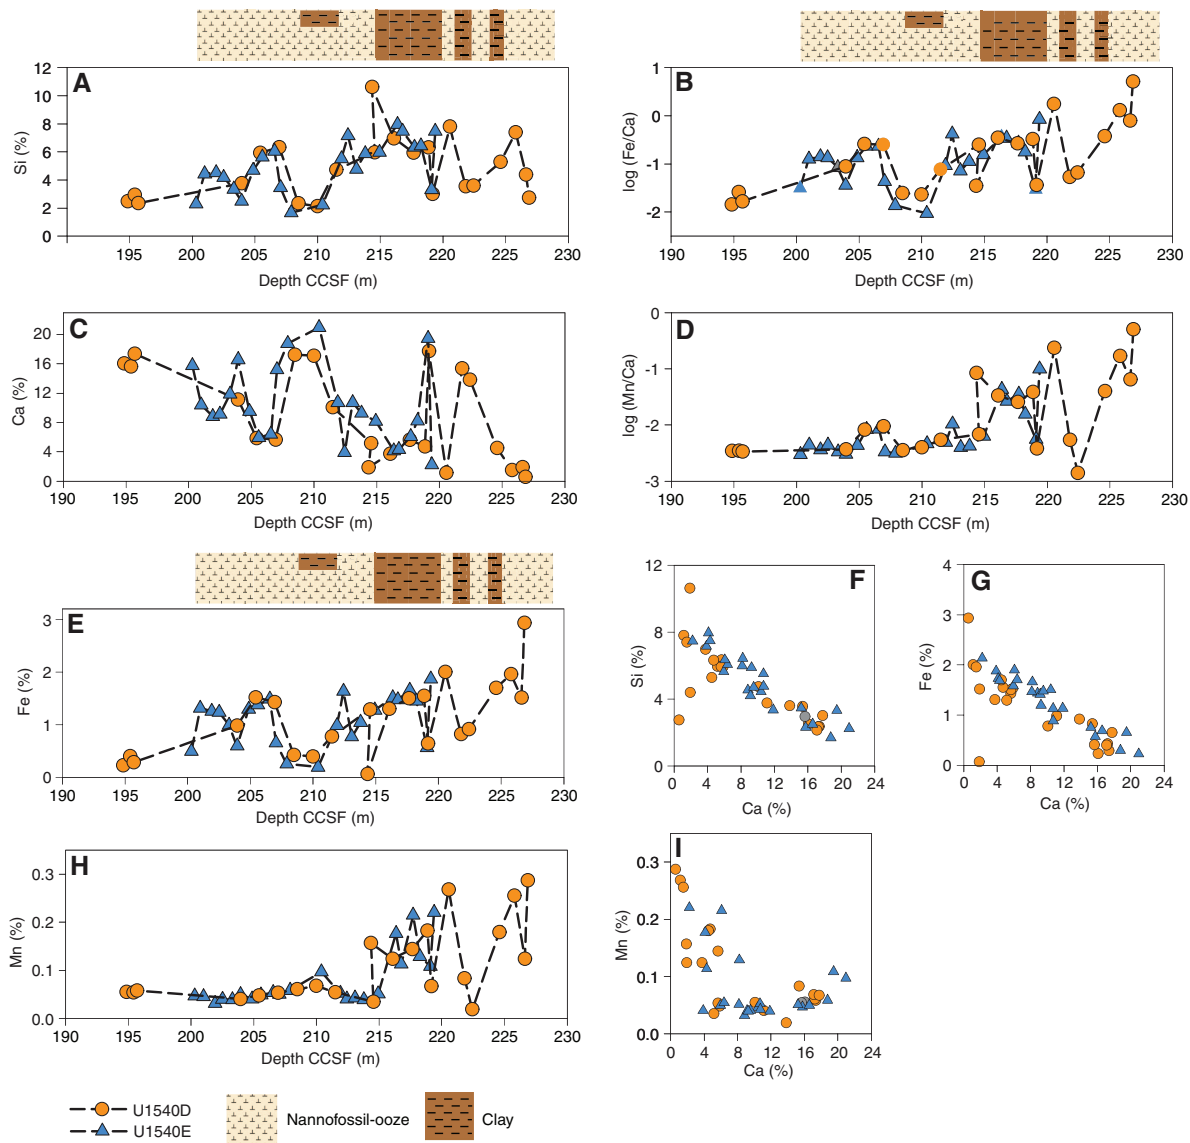 A
Si (%)
12
10
8
6
4
2
0
195 200 205 210 215 220 225 230
Depth CCSF (m)
B
log (Fe/Ca)
1
0
-1
-2
190 195 200 205 210 215 220 225 230
Depth CCSF (m)
C
Ca (%)
20
16
12
8
4
0
190 195 200 205 210 215 220 225 230
Depth CCSF (m)
D
log (Mn/Ca)
0
-1
-2
-3
190 195 200 205 210 215 220 225 230
Depth CCSF (m)
E
Fe (%)
3
2
1
0
190 195 200 205 210 215 220 225 230
Depth CCSF (m)
F
Si (%)
12
8
4
0
0 4 8 12 16 20 24
Ca (%)
G
Fe (%)
4
3
2
1
0
0 4 8 12 16 20 24
Ca (%)
H
Mn (%)
0.3
0.2
0.1
0.0
190 195 200 205 210 215 220 225 230
Depth CCSF (m)
I
Mn (%)
0.3
0.2
0.1
0.0
0 4 8 12 16 20 24
Ca (%)
U1540D
U1540E
Nannofossil-ooze
Clay